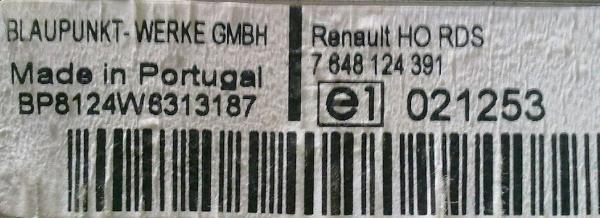 BLAUPUNKT-WERKE GMBH
Made in Portugal
BP8124W6313187
Renault HO RDS
7 648 124 391
e1 021253